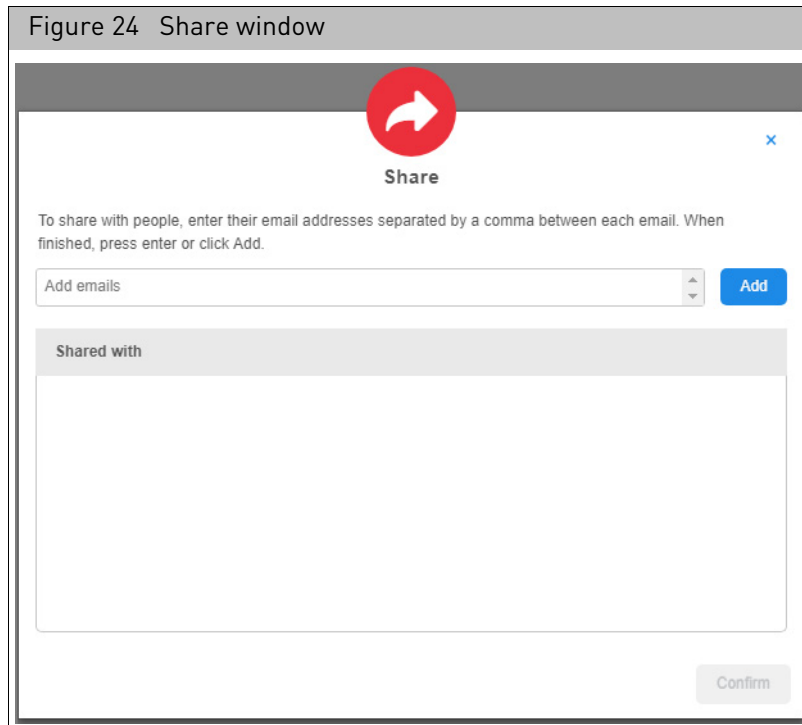 Figure 24 Share window
×
Share
To share with people, enter their email addresses separated by a comma between each email. When
finished, press enter or click Add.
Add emails
Add
Shared with
Confirm